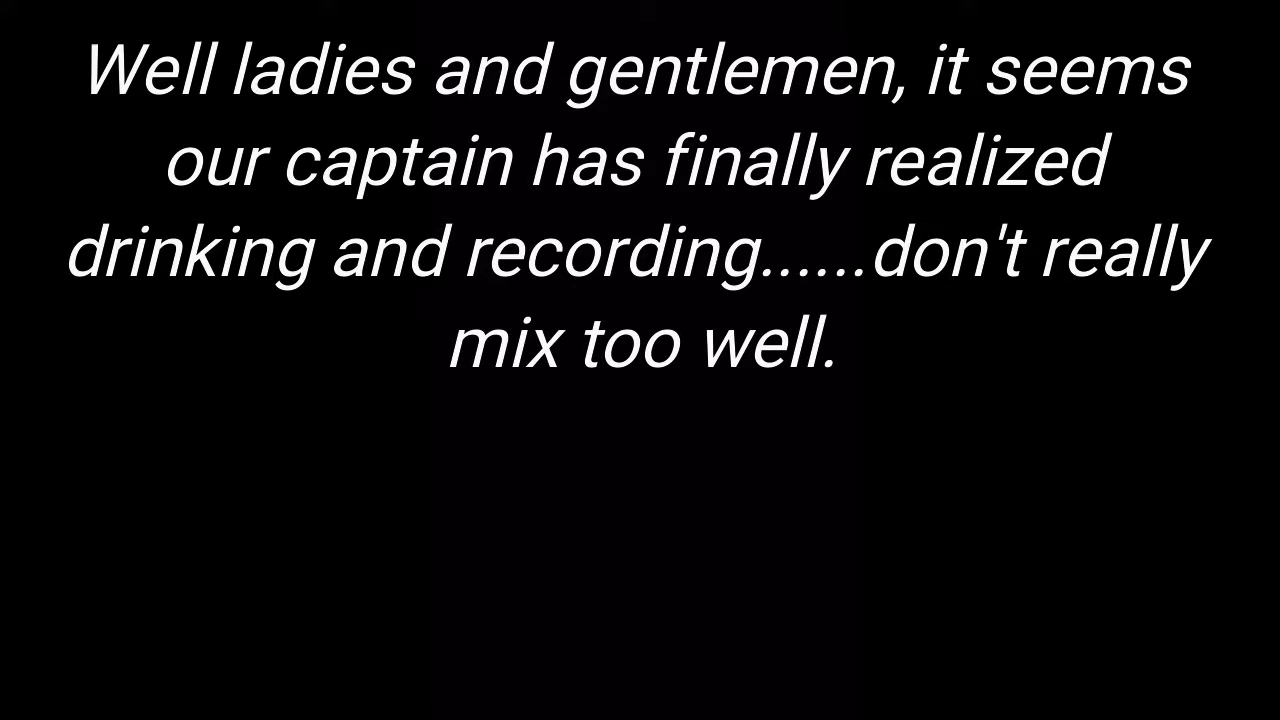 Well ladies and gentlemen, it seems
our captain has finally realized
drinking and recording......don't really
mix too well.